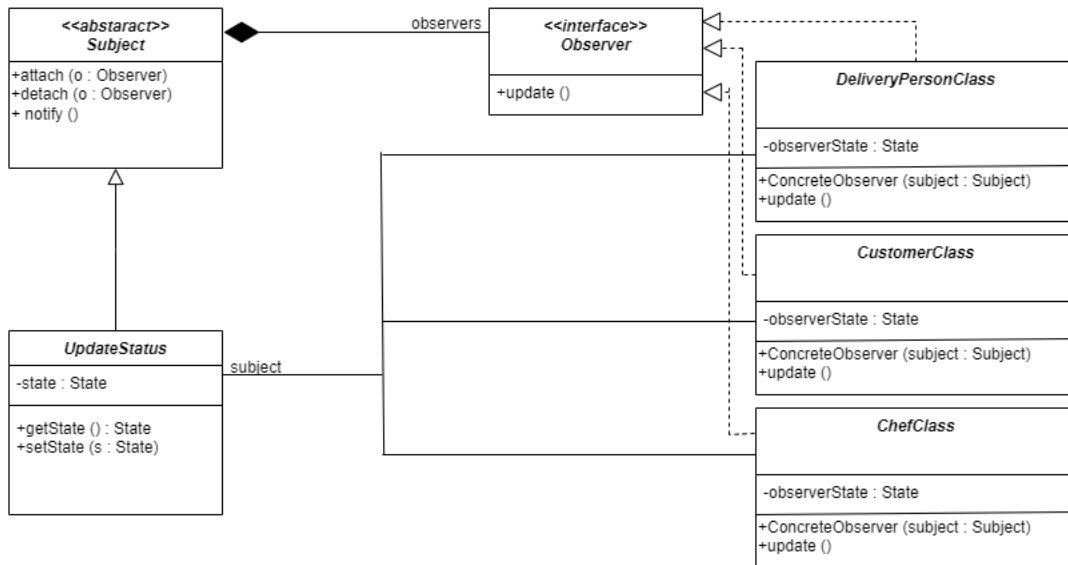 <<abstaract>>
Subject
+attach (o : Observer)
+detach (o : Observer)
+ notify ()
observers
<<interface>>
Observer
+update ()
DeliveryPersonClass
-observerState : State
+ConcreteObserver (subject : Subject)
+update ()
CustomerClass
-observerState : State
+ConcreteObserver (subject : Subject)
+update ()
UpdateStatus
-state : State
+getState () : State
+setState (s : State)
subject
ChefClass
-observerState : State
+ConcreteObserver (subject : Subject)
+update ()